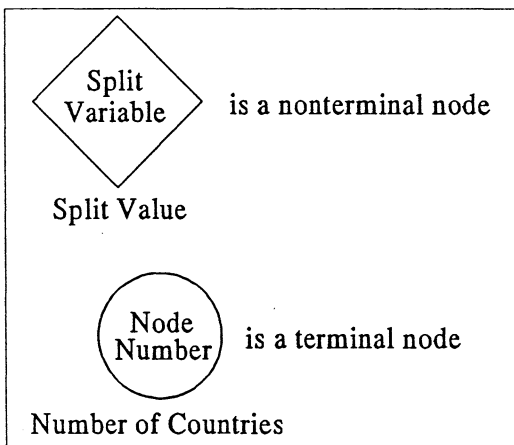 Split
Variable
is a nonterminal node
Split Value
Node
Number
is a terminal node
Number of Countries